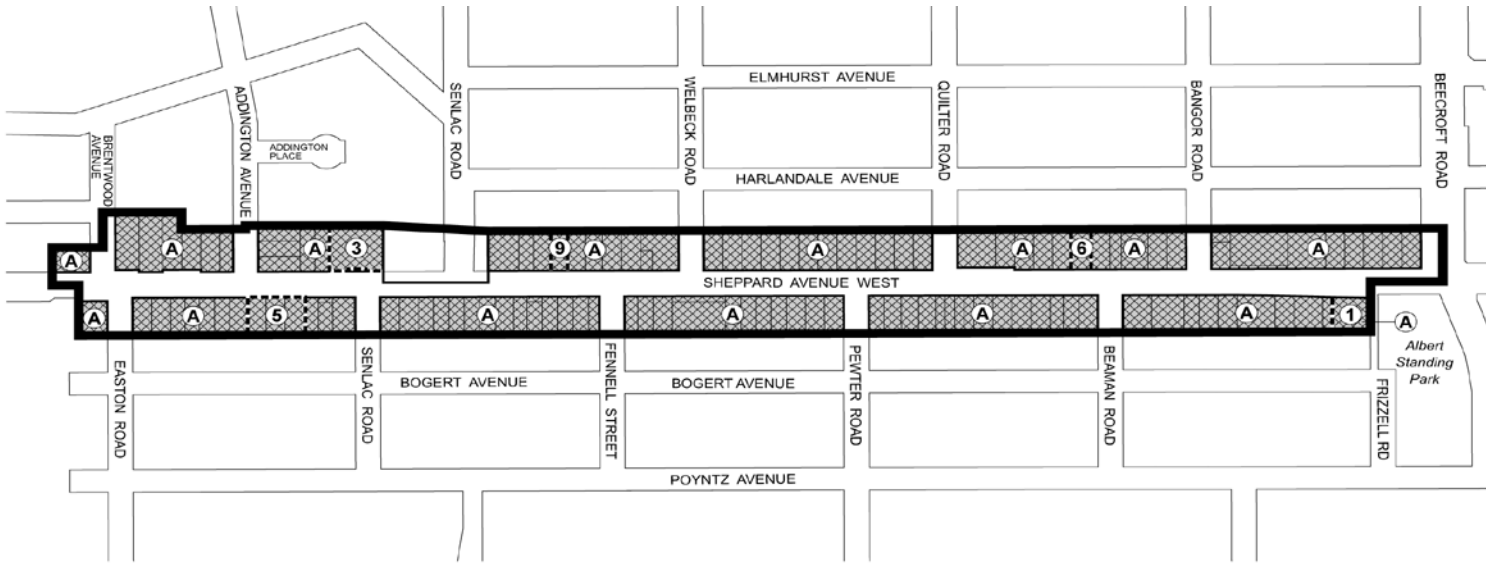 ELMHURST AVENUE
BRENTWOOD
AVENUE
ADDINGTON AVENUE
ADDINGTON
PLACE
SENLAC ROAD
WELBECK ROAD
QUILTER ROAD
BANGOR ROAD
BEECROFT ROAD
HARLANDALE AVENUE
A
A
A
3
9
A
A
A
6
A
A
SHEPPARD AVENUE WEST
A
A
5
A
A
A
A
1
A
Albert
Standing
Park
EASTON ROAD
SENLAC ROAD
BOGERT AVENUE
FENNELL STREET
BOGERT AVENUE
PEWTER ROAD
BEAMAN ROAD
FRIZZELL RD
POYNTZ AVENUE